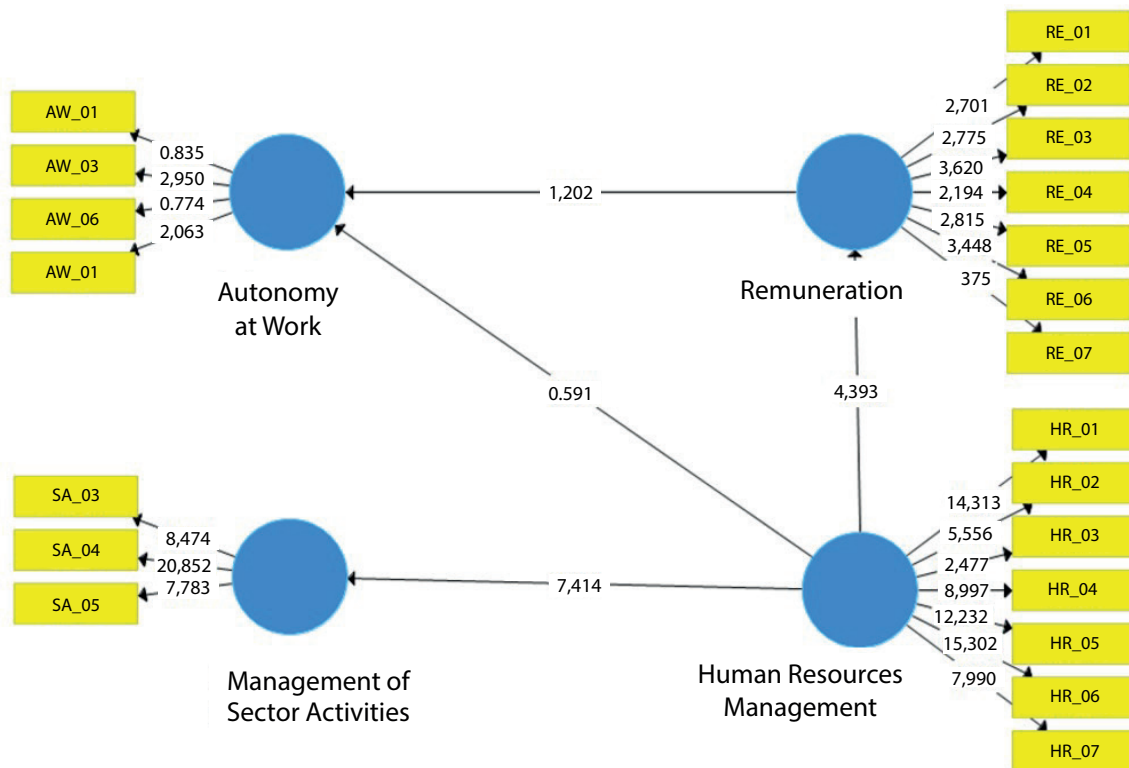 AW_01
AW_03
AW_06
AW_01
0.835
2,950
0.774
2,063
Autonomy
at Work
1,202
Remuneration
2,701
2,775
3,620
2,194
2,815
3,448
375
RE_01
RE_02
RE_03
RE_04
RE_05
RE_06
RE_07
0.591
4,393
SA_03
SA_04
SA_05
8,474
20,852
7,783
Management of
Sector Activities
7,414
Human Resources
Management
14,313
5,556
2,477
8,997
12,232
15,302
7,990
HR_01
HR_02
HR_03
HR_04
HR_05
HR_06
HR_07